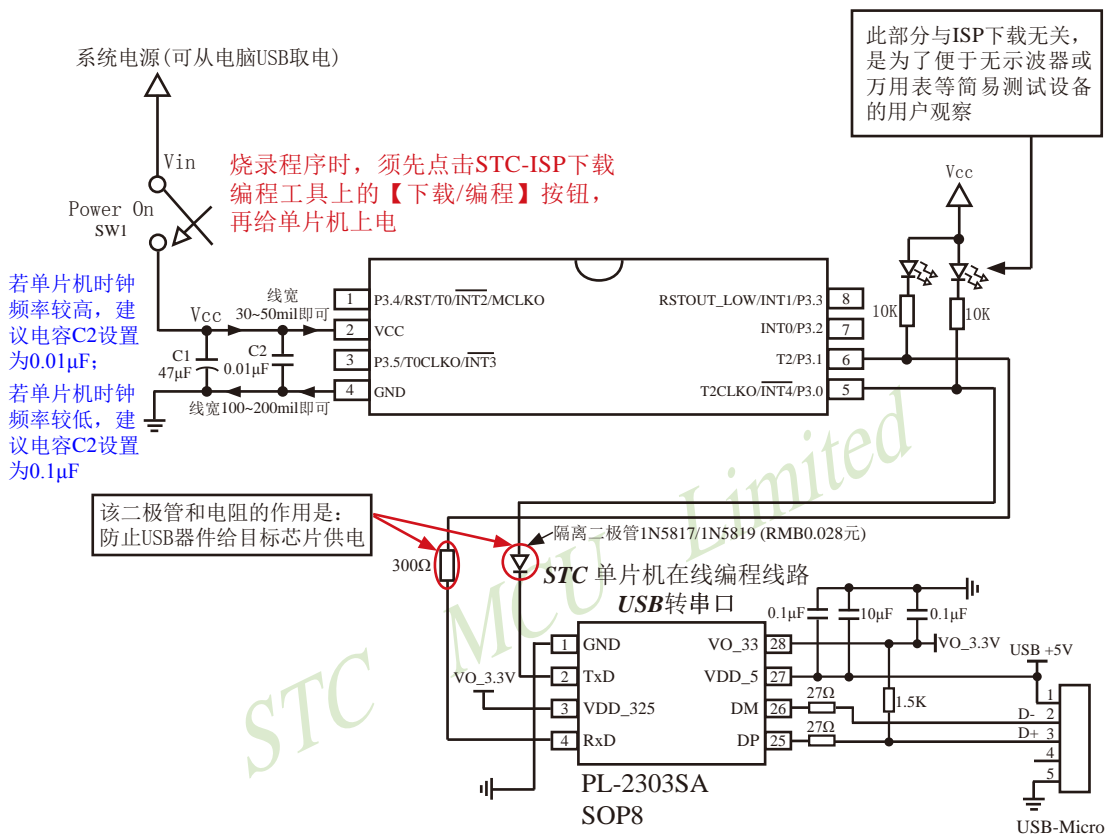 系统电源(可从电脑USB取电)
此部分与ISP下载无关,
是为了便于无示波器或
万用表等简易测试设备
的用户观察
Vin
Power On
SW1
烧录程序时，须先点击STC-ISP下载
编程工具上的【下载/编程】按钮,
再给单片机上电
Vcc
若单片机时钟
频率较高，建
议电容C2设置
为0.01μF;
若单片机时钟
频率较低，建
议电容C2设置
为0.1μF
Vcc
线宽
30~50mil即可
C1
47μF
C2
0.01μF
线宽100~200mil即可
1 P3.4/RST/T0/INT2/MCLKO
2 VCC
3 P3.5/T0CLKO/INT3
4 GND
RSTOUT_LOW/INT1/P3.3 8
INT0/P3.2 7
T2/P3.1 6
T2CLKO/INT4/P3.0 5
10K
10K
该二极管和电阻的作用是:
防止USB器件给目标芯片供电
300Ω
隔离二极管1N5817/1N5819 (RMB0.028元)
STC 单片机在线编程线路
USB转串口
1 GND
2 TxD
3 VDD_325
4 RxD
VO_33 28
VDD_5 27
DM 26
DP 25
VO_3.3V
PL-2303SA
SOP8
0.1μF
10μF
0.1μF
VO_3.3V
USB +5V
27Ω
27Ω
1.5K
1
D- 2
D+ 3
4
5
USB-Micro
STC MCU Limited